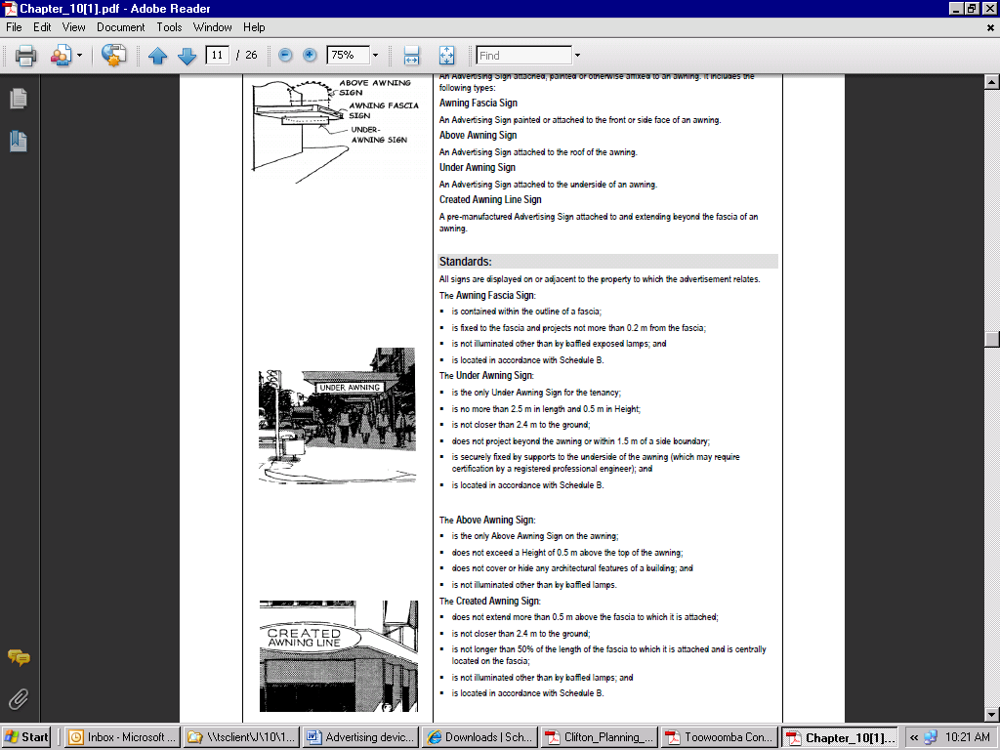 Chapter_10[1].pdf - Adobe Reader
File Edit View Document Tools Window Help
11 / 26 75% Find
An Advertising Sign attached, painted or otherwise affixed to an awning. It includes the
following types:
ABOVE AWNING
SIGN
AWNING FASCIA
SIGN
UNDER-
AWNING SIGN
Awning Fascia Sign
An Advertising Sign painted or attached to the front or side face of an awning.
Above Awning Sign
An Advertising Sign attached to the roof of the awning.
Under Awning Sign
An Advertising Sign attached to the underside of an awning.
Created Awning Line Sign
A pre-manufactured Advertising Sign attached to and extending beyond the fascia of an
awning.
Standards:
All signs are displayed on or adjacent to the property to which the advertisement relates.
The Awning Fascia Sign:
▪ is contained within the outline of a fascia;
▪ is fixed to the fascia and projects not more than 0.2 m from the fascia;
▪ is not illuminated other than by baffled exposed lamps; and
▪ is located in accordance with Schedule B.
UNDER AWNING
The Under Awning Sign:
▪ is the only Under Awning Sign for the tenancy;
▪ is no more than 2.5 m in length and 0.5 m in Height;
▪ is not closer than 2.4 m to the ground;
▪ does not project beyond the awning or within 1.5 m of a side boundary;
▪ is securely fixed by supports to the underside of the awning (which may require
certification by a registered professional engineer); and
▪ is located in accordance with Schedule B.
The Above Awning Sign:
▪ is the only Above Awning Sign on the awning;
▪ does not exceed a Height of 0.5 m above the top of the awning;
▪ does not cover or hide any architectural features of a building; and
▪ is not illuminated other than by baffled lamps.
CREATED
AWNING LINE
The Created Awning Sign:
▪ does not extend more than 0.5 m above the fascia to which it is attached;
▪ is not closer than 2.4 m to the ground;
▪ is not longer than 50% of the length of the fascia to which it is attached and is centrally
located on the fascia;
▪ is not illuminated other than by baffled lamps; and
▪ is located in accordance with Schedule B.
Start Inbox - Microsoft ... \\tsclient\J\10\1... Advertising devic... Downloads | Sch... Clifton_Planning_... Toowoomba Con... Chapter_10[1]... « 10:21 AM